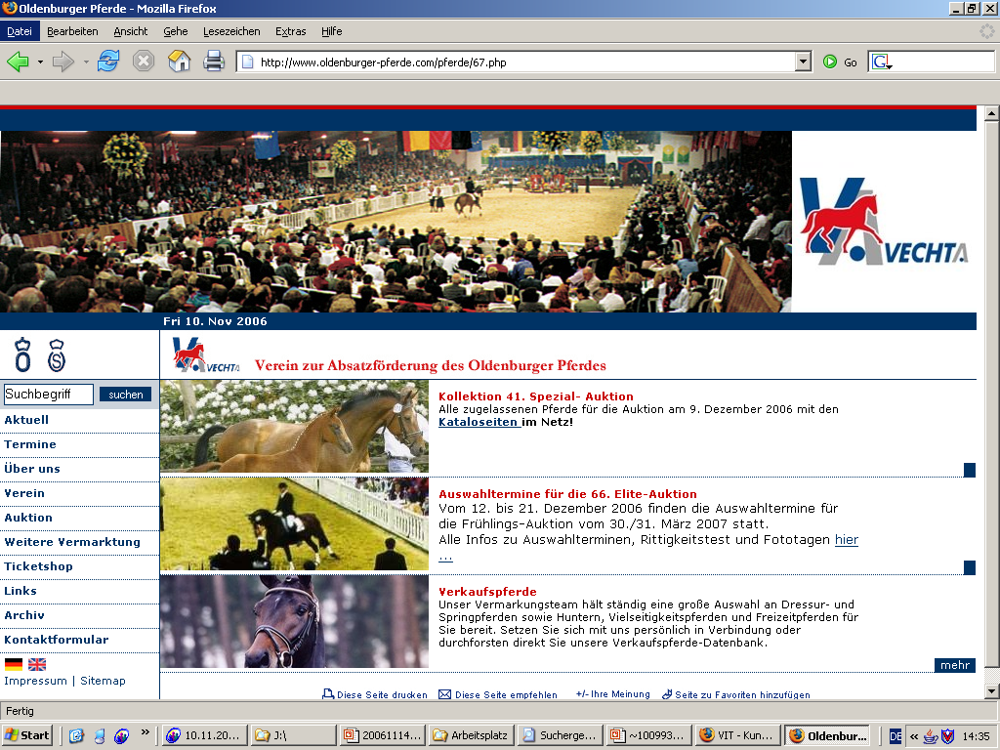 Oldenburger Pferde - Mozilla Firefox
Datei Bearbeiten Ansicht Gehe Lesezeichen Extras Hilfe
http://www.oldenburger-pferde.com/pferde/67.php Go G
VECHTA
Fri 10. Nov 2006
O S
VECHTA Verein zur Absatzförderung des Oldenburger Pferdes
Suchbegriff suchen
Aktuell
Termine
Über uns
Verein
Auktion
Weitere Vermarktung
Ticketshop
Links
Archiv
Kontaktformular
Impressum | Sitemap
Kollektion 41. Spezial- Auktion
Alle zugelassenen Pferde für die Auktion am 9. Dezember 2006 mit den
Kataloseiten im Netz!
Auswahltermine für die 66. Elite-Auktion
Vom 12. bis 21. Dezember 2006 finden die Auswahltermine für
die Frühlings-Auktion vom 30./31. März 2007 statt.
Alle Infos zu Auswahlterminen, Rittigkeitstest und Fototagen hier
...
Verkaufspferde
Unser Vermarkungsteam hält ständig eine große Auswahl an Dressur- und
Springpferden sowie Huntern, Vielseitigkeitspferden und Freizeitpferden für
Sie bereit. Setzen Sie sich mit uns persönlich in Verbindung oder
durchforsten direkt Sie unsere Verkaufspferde-Datenbank.
mehr
Diese Seite drucken Diese Seite empfehlen +/- Ihre Meinung Seite zu Favoriten hinzufügen
Fertig
Start » 10.11.20... J:\ 20061114... Arbeitsplatz Sucherge... ~100993... VIT - Kun... Oldenbur... DE « 14:35